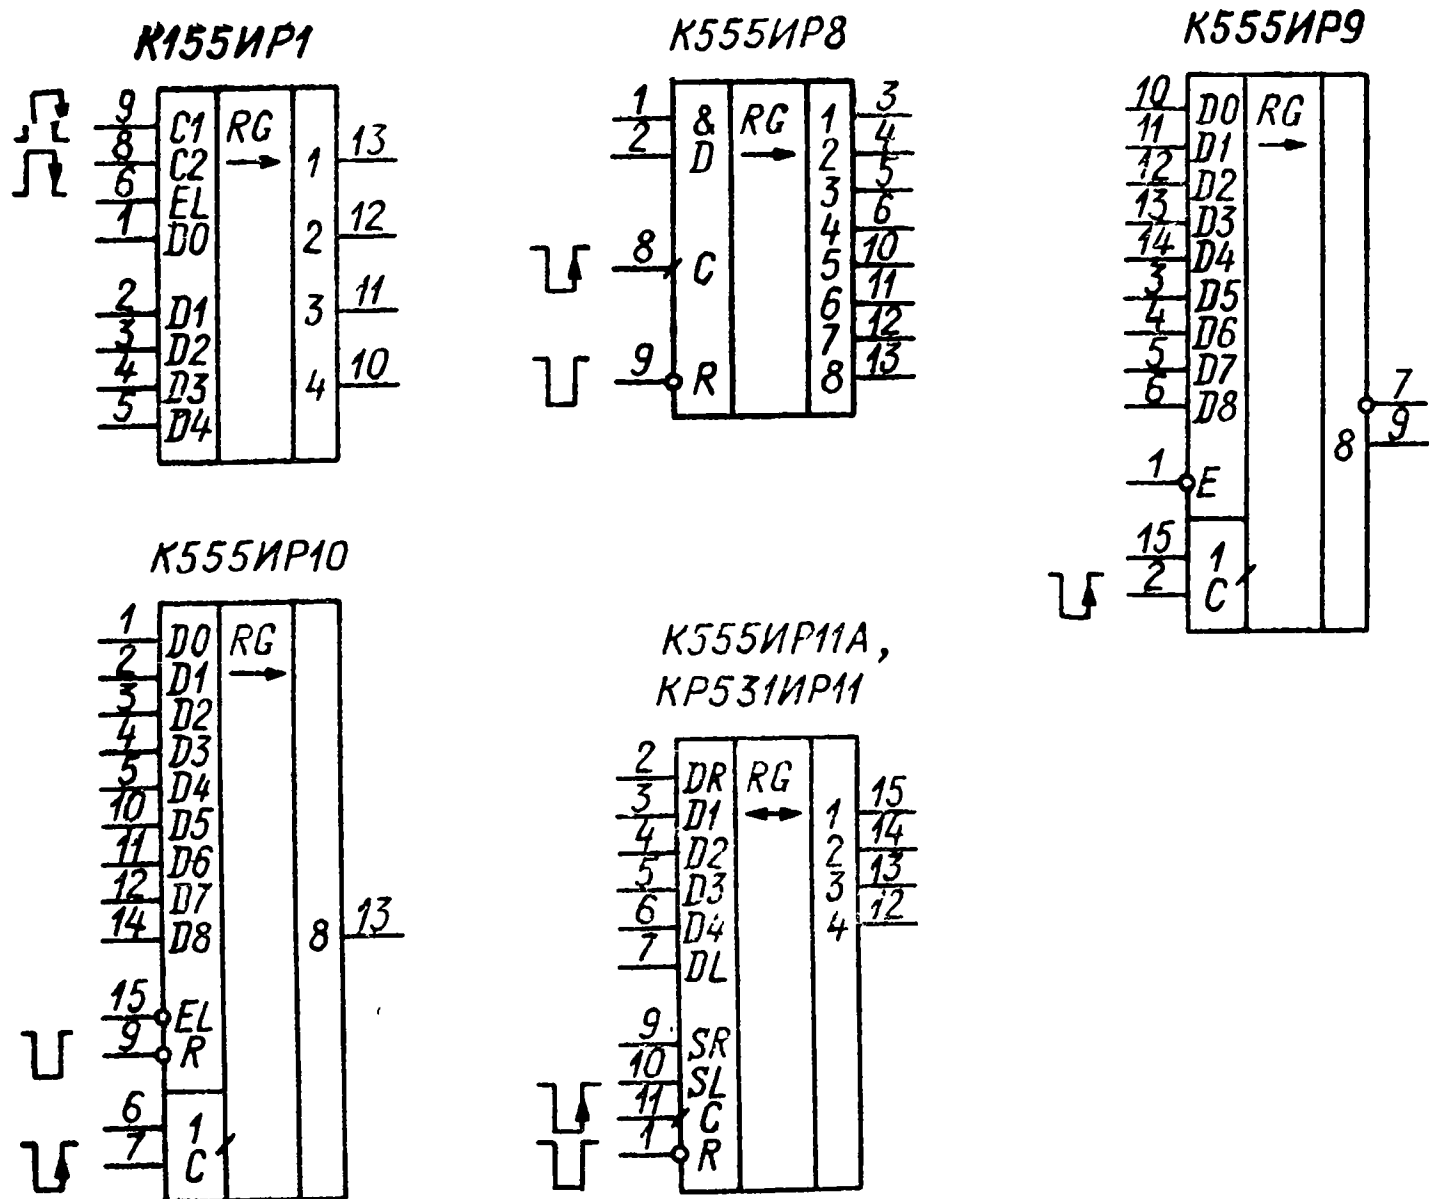 К155ИР1
9 C1 RG
8 C2 1 13
6 EL
1 D0 2 12
2 D1 3 11
3 D2
4 D3 4 10
5 D4
К555ИР8
1 & RG 1 3
2 D 2 4
3 5
4 6
8 C 5 10
6 11
7 12
9 R 8 13
К555ИР9
10 D0 RG
11 D1
12 D2
13 D3
14 D4
3 D5
4 D6
5 D7
6 D8 7
8 9
1 E
15 1
2 C
К555ИР10
1 D0 RG
2 D1
3 D2
4 D3
5 D4
10 D5
11 D6
12 D7
14 D8 8 13
15 EL
9 R
6 1
7 C
К555ИР11А,
КР531ИР11
2 DR RG
3 D1 1 15
4 D2 2 14
5 D3 3 13
6 D4 4 12
7 DL
9 SR
10 SL
11 C
1 R